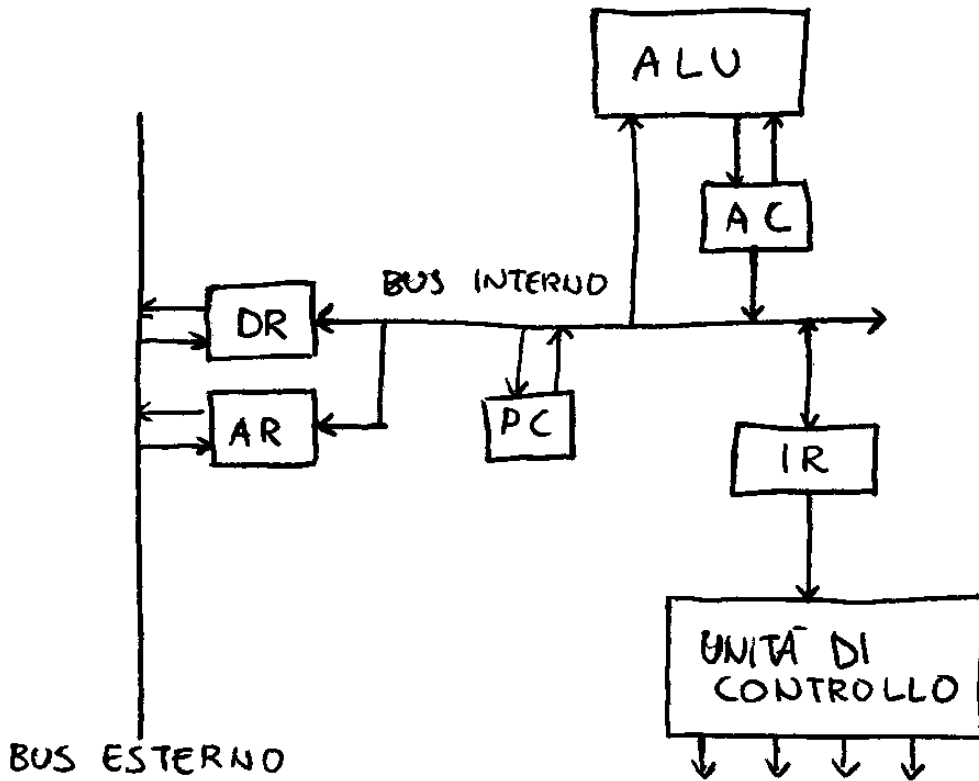 ALU
AC
BUS INTERNO
DR
AR
PC
IR
UNITÀ DI
CONTROLLO
BUS ESTERNO